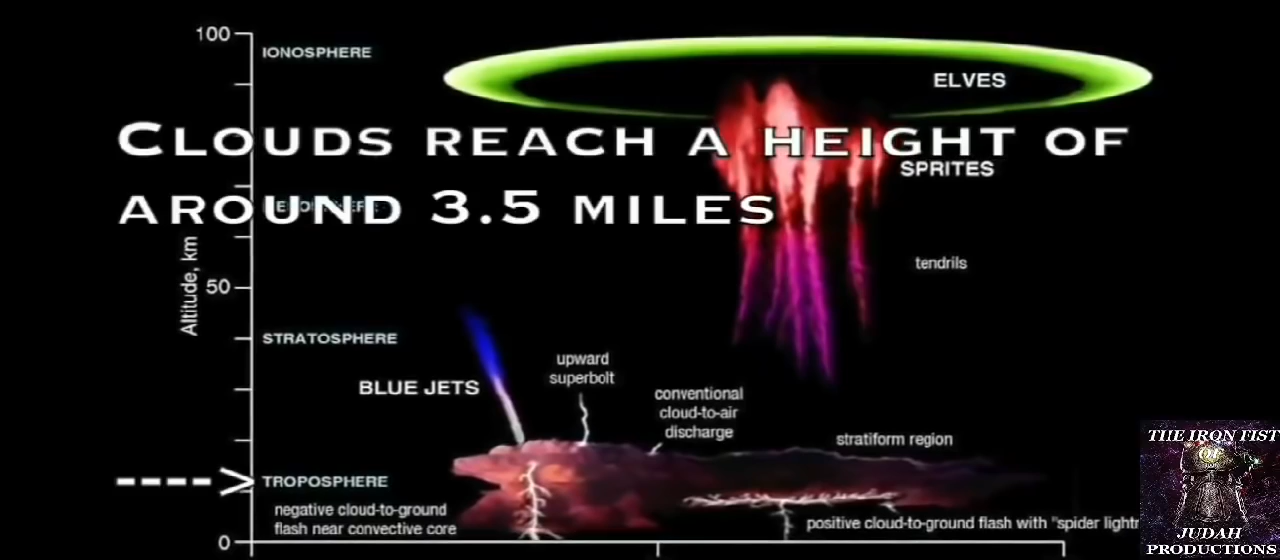 100
IONOSPHERE
ELVES
CLOUDS REACH A HEIGHT OF
SPRITES
AROUND 3.5 MILES
Altitude, km
tendrils
50
STRATOSPHERE
upward
superbolt
BLUE JETS
conventional
cloud-to-air
discharge
stratiform region
THE IRON FIST
OF
TROPOSPHERE
negative cloud-to-ground
flash near convective core
positive cloud-to-ground flash with "spider lightn
JUDAH
PRODUCTIONS
0